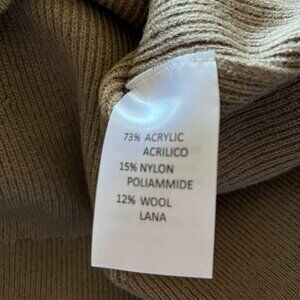 73% ACRYLIC
ACRILICO
15% NYLON
POLIAMMIDE
12% WOOL
LANA